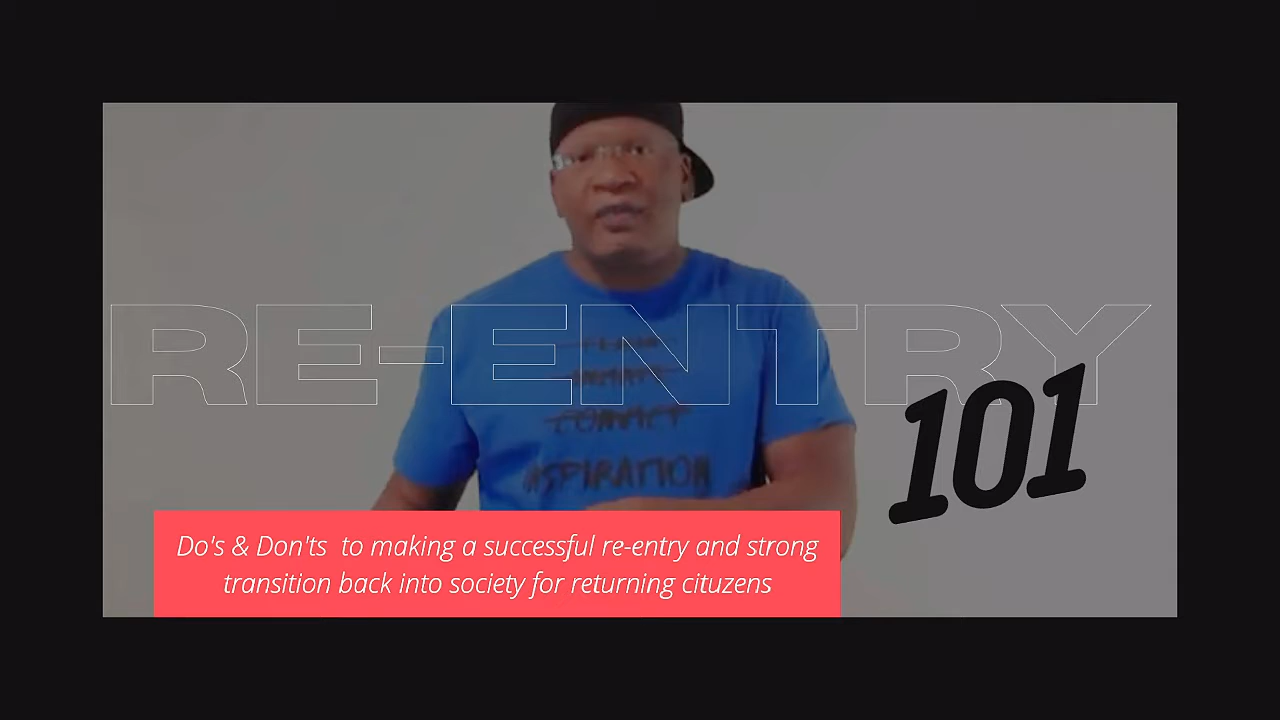 RE-ENTRY
101
CONVICT
INSPIRATION
Do's & Don'ts to making a successful re-entry and strong
transition back into society for returning cituzens